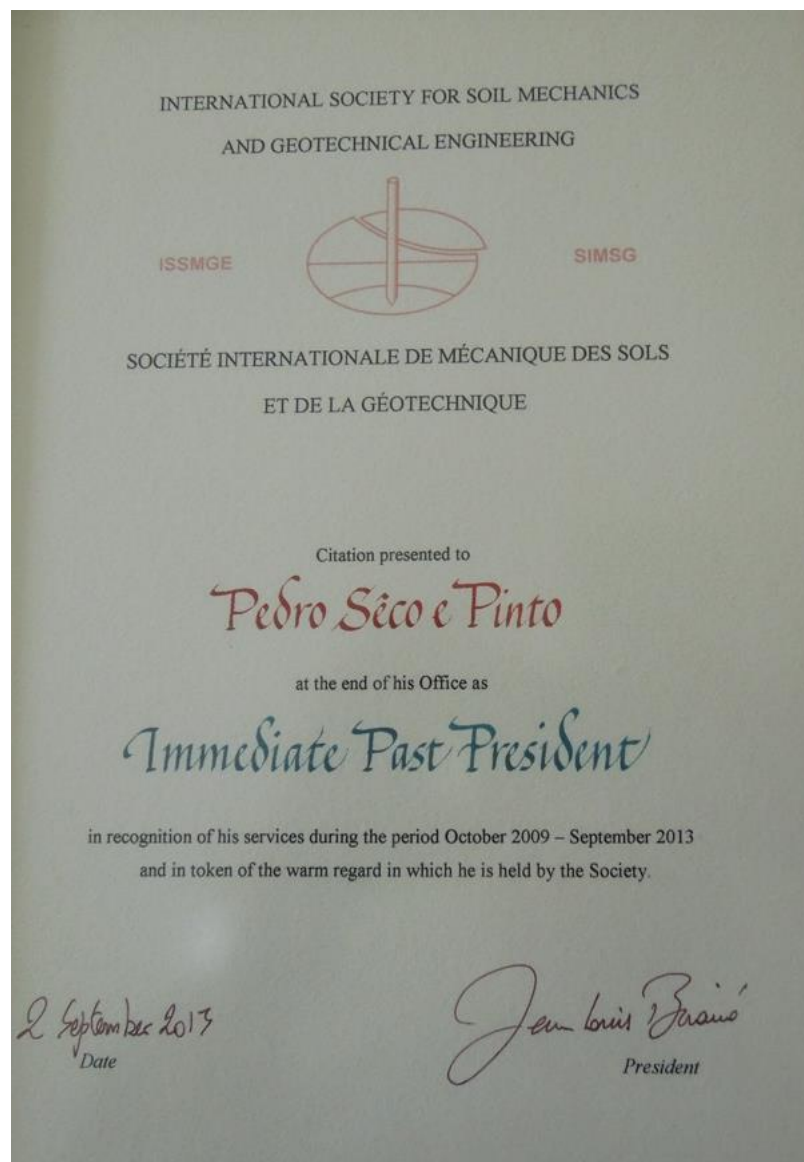 INTERNATIONAL SOCIETY FOR SOIL MECHANICS
AND GEOTECHNICAL ENGINEERING
ISSMGE
SIMSG
SOCIÉTÉ INTERNATIONALE DE MÉCANIQUE DES SOLS
ET DE LA GÉOTECHNIQUE
Citation presented to
Pedro Sêco e Pinto
at the end of his Office as
Immediate Past President
in recognition of his services during the period October 2009 – September 2013
and in token of the warm regard in which he is held by the Society.
2 September 2013
Jean Louis
Date
President